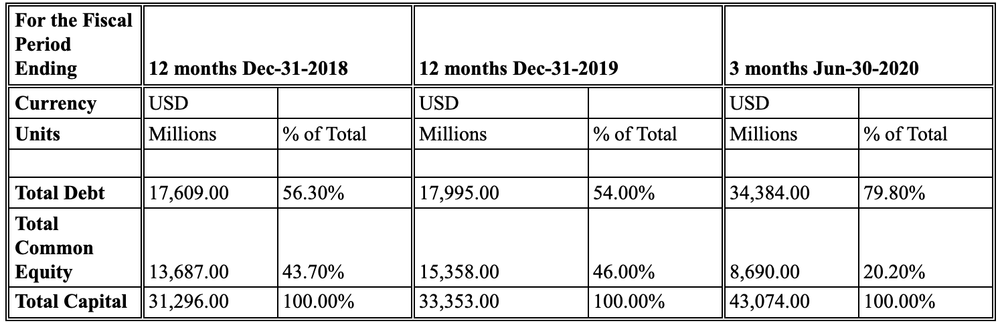 For the Fiscal
Period
Ending 12 months Dec-31-2018 12 months Dec-31-2019 3 months Jun-30-2020
Currency USD USD USD
Units Millions % of Total Millions % of Total Millions % of Total
Total Debt 17,609.00 56.30% 17,995.00 54.00% 34,384.00 79.80%
Total
Common
Equity 13,687.00 43.70% 15,358.00 46.00% 8,690.00 20.20%
Total Capital 31,296.00 100.00% 33,353.00 100.00% 43,074.00 100.00%